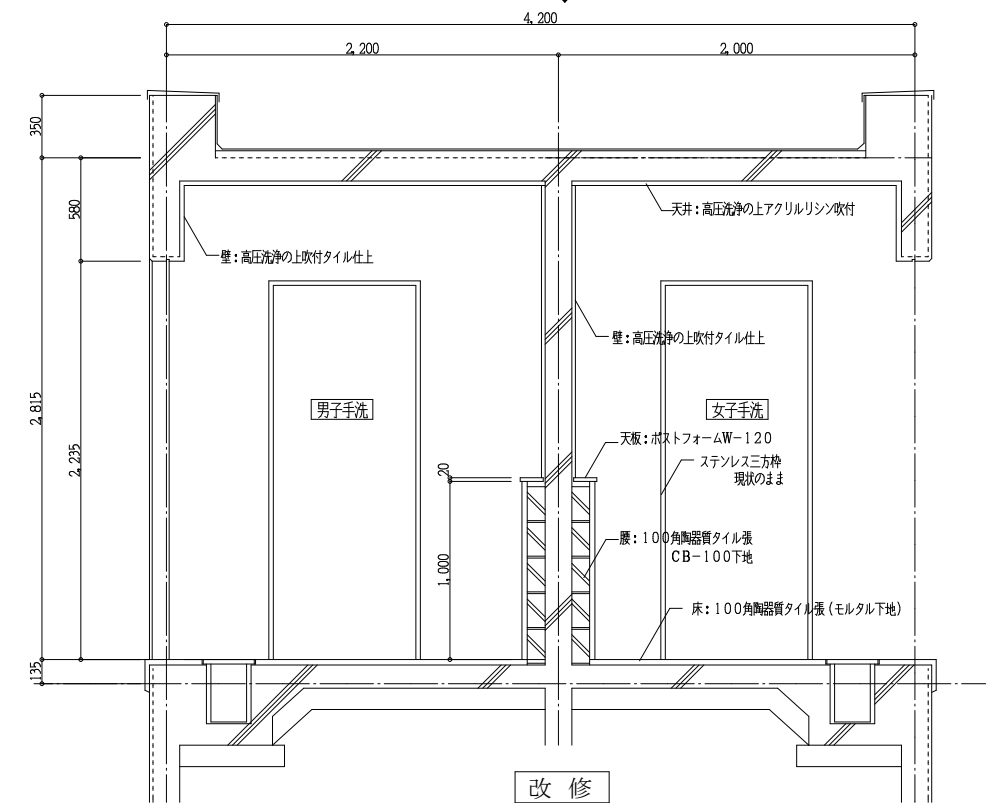 4,200
2,200
2,000
350
580
2,815
2,235
135
20
1,000
天井：高圧洗浄の上アクリルリシン吹付
壁：高圧洗浄の上吹付タイル仕上
壁：高圧洗浄の上吹付タイル仕上
男子手洗
女子手洗
天板：ポストフォームW－120
ステンレス三方枠
現状のまま
腰：100角陶器質タイル張
CB－100下地
床：100角陶器質タイル張（モルタル下地）
改 修